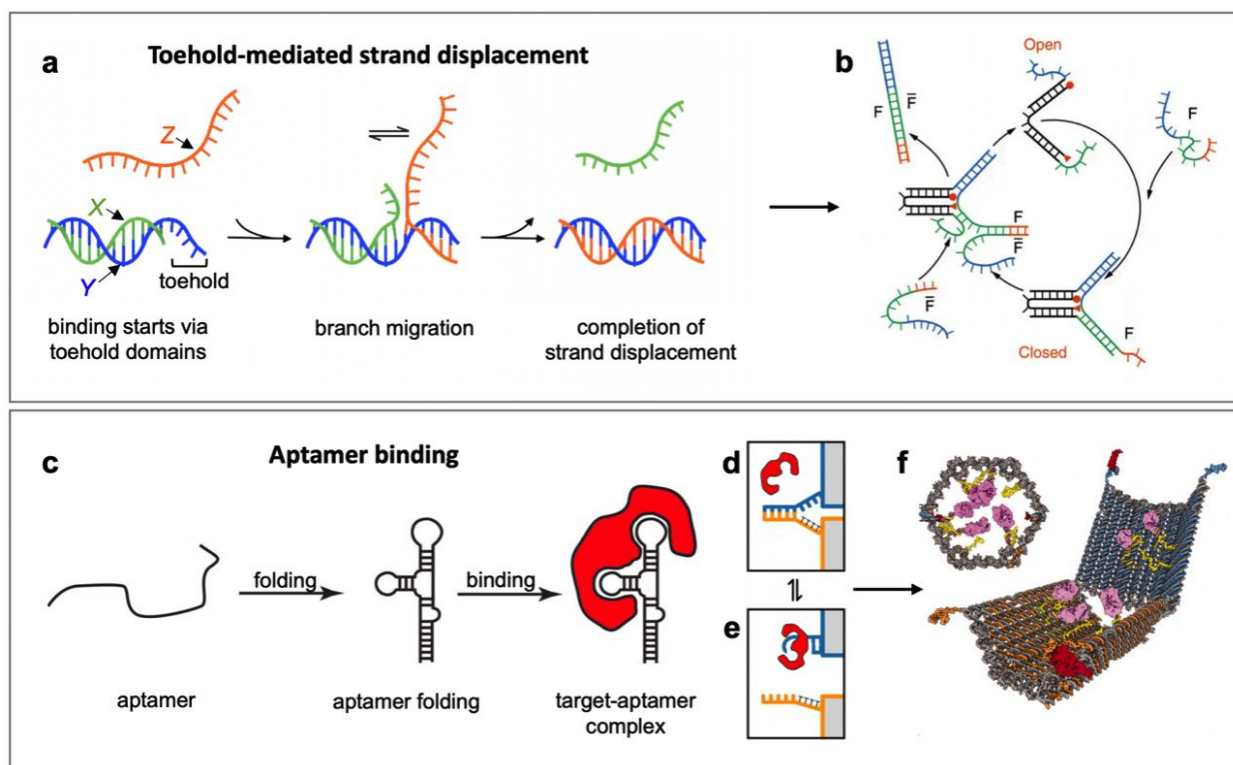 a
Toehold-mediated strand displacement
Z
X
Y
toehold
binding starts via
toehold domains
branch migration
completion of
strand displacement
b
Open
F
F̄
F
F
F̄
F̄
F
Closed
c
Aptamer binding
folding
binding
aptamer
aptamer folding
target-aptamer
complex
d
e
f